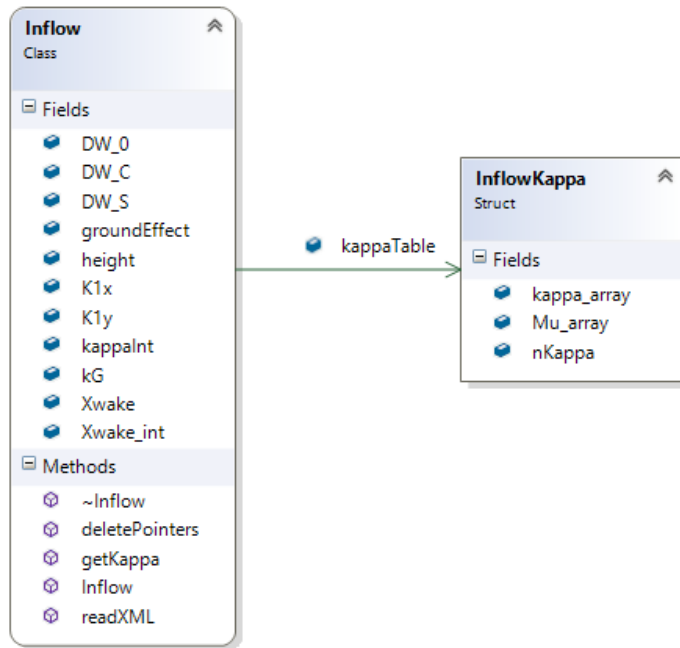 Inflow
Class
Fields
DW_0
DW_C
DW_S
groundEffect
height
K1x
K1y
kappaInt
kG
Xwake
Xwake_int
Methods
~Inflow
deletePointers
getKappa
Inflow
readXML
kappaTable
InflowKappa
Struct
Fields
kappa_array
Mu_array
nKappa